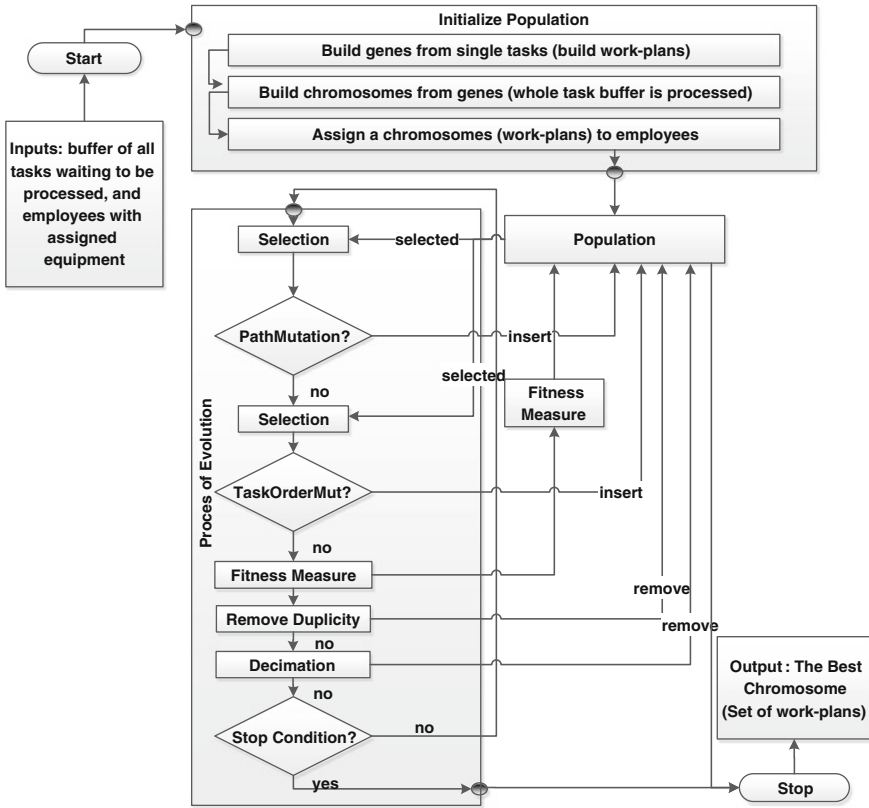 Initialize Population
Start
Build genes from single tasks (build work-plans)
Build chromosomes from genes (whole task buffer is processed)
Assign a chromosomes (work-plans) to employees
Inputs: buffer of all
tasks waiting to be
processed, and
employees with
assigned
equipment
Selection
selected
Population
PathMutation?
insert
no
selected
Selection
Fitness
Measure
Proces of Evolution
TaskOrderMut?
insert
no
Fitness Measure
remove
Remove Duplicity
remove
no
Decimation
no
Stop Condition?
no
yes
Output : The Best
Chromosome
(Set of work-plans)
Stop